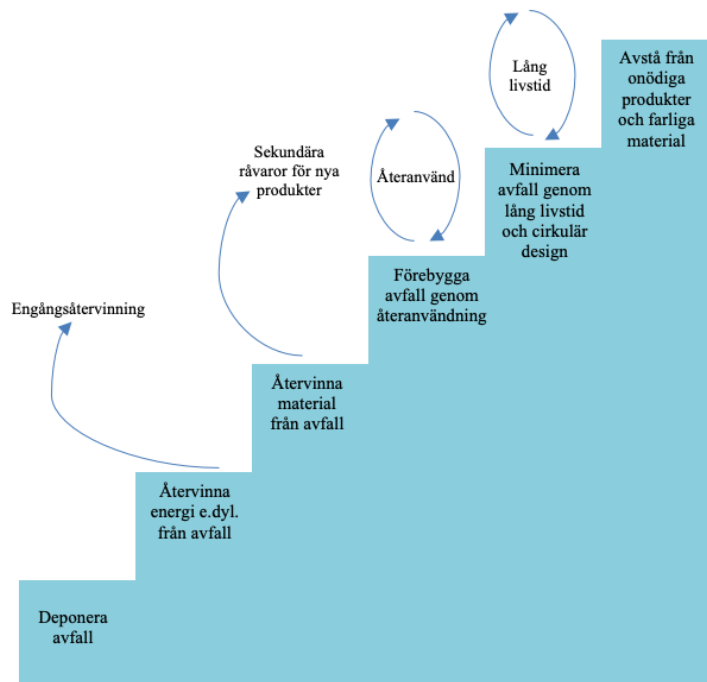 Lång
livstid
Avstå från
onödiga
produkter
och farliga
material
Sekundära
råvaror för nya
produkter
Återanvänd
Minimera
avfall genom
lång livstid
och cirkulär
design
Engångsåtervinning
Förebygga
avfall genom
återanvändning
Återvinna
material
från avfall
Återvinna
energi e.dyl.
från avfall
Deponera
avfall